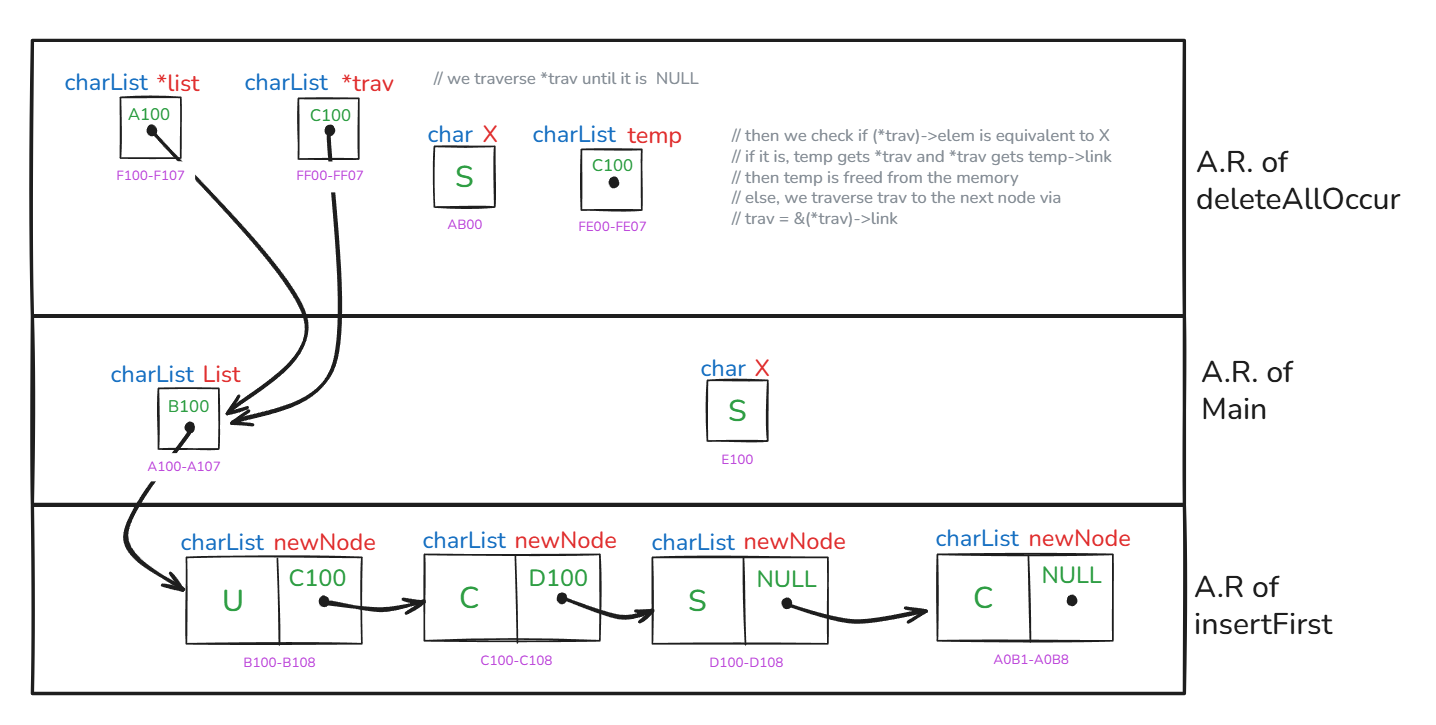 charList *list
A100
F100-F107
charList *trav
C100
FF00-FF07
// we traverse *trav until it is NULL
char X
S
AB00
charList temp
C100
FE00-FE07
// then we check if (*trav)->elem is equivalent to X
// if it is, temp gets *trav and *trav gets temp->link
// then temp is freed from the memory
// else, we traverse trav to the next node via
// trav = &(*trav)->link
A.R. of
deleteAllOccur
charList List
B100
A100-A107
char X
S
E100
A.R. of
Main
charList newNode
U
C100
B100-B108
charList newNode
C
D100
C100-C108
charList newNode
S
NULL
D100-D108
charList newNode
C
NULL
A0B1-A0B8
A.R of
insertFirst